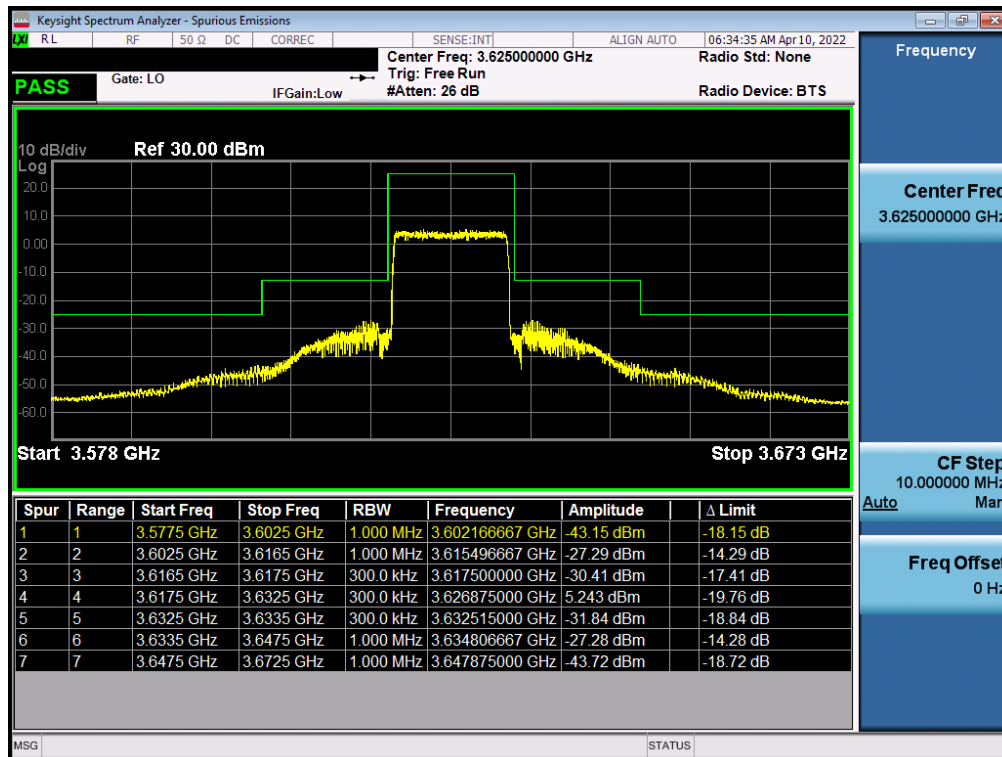 Keysight Spectrum Analyzer - Spurious Emissions
LXI RL RF 50 Ω DC CORREC SENSE:INT ALIGN AUTO 06:34:35 AM Apr 10, 2022
Center Freq: 3.625000000 GHz Radio Std: None
PASS Gate: LO Trig: Free Run
IFGain:Low #Atten: 26 dB Radio Device: BTS
10 dB/div Ref 30.00 dBm
Log
20.0
10.0
0.00
-10.0
-20.0
-30.0
-40.0
-50.0
-60.0
Start 3.578 GHz Stop 3.673 GHz
Spur Range Start Freq Stop Freq RBW Frequency Amplitude Δ Limit
1 1 3.5775 GHz 3.6025 GHz 1.000 MHz 3.602166667 GHz -43.15 dBm -18.15 dB
2 2 3.6025 GHz 3.6165 GHz 1.000 MHz 3.615496667 GHz -27.29 dBm -14.29 dB
3 3 3.6165 GHz 3.6175 GHz 300.0 kHz 3.617500000 GHz -30.41 dBm -17.41 dB
4 4 3.6175 GHz 3.6325 GHz 300.0 kHz 3.626875000 GHz 5.243 dBm -19.76 dB
5 5 3.6325 GHz 3.6335 GHz 300.0 kHz 3.632515000 GHz -31.84 dBm -18.84 dB
6 6 3.6335 GHz 3.6475 GHz 1.000 MHz 3.634806667 GHz -27.28 dBm -14.28 dB
7 7 3.6475 GHz 3.6725 GHz 1.000 MHz 3.647875000 GHz -43.72 dBm -18.72 dB
MSG STATUS
Frequency
Center Freq
3.625000000 GHz
CF Step
10.000000 MHz
Auto Man
Freq Offset
0 Hz